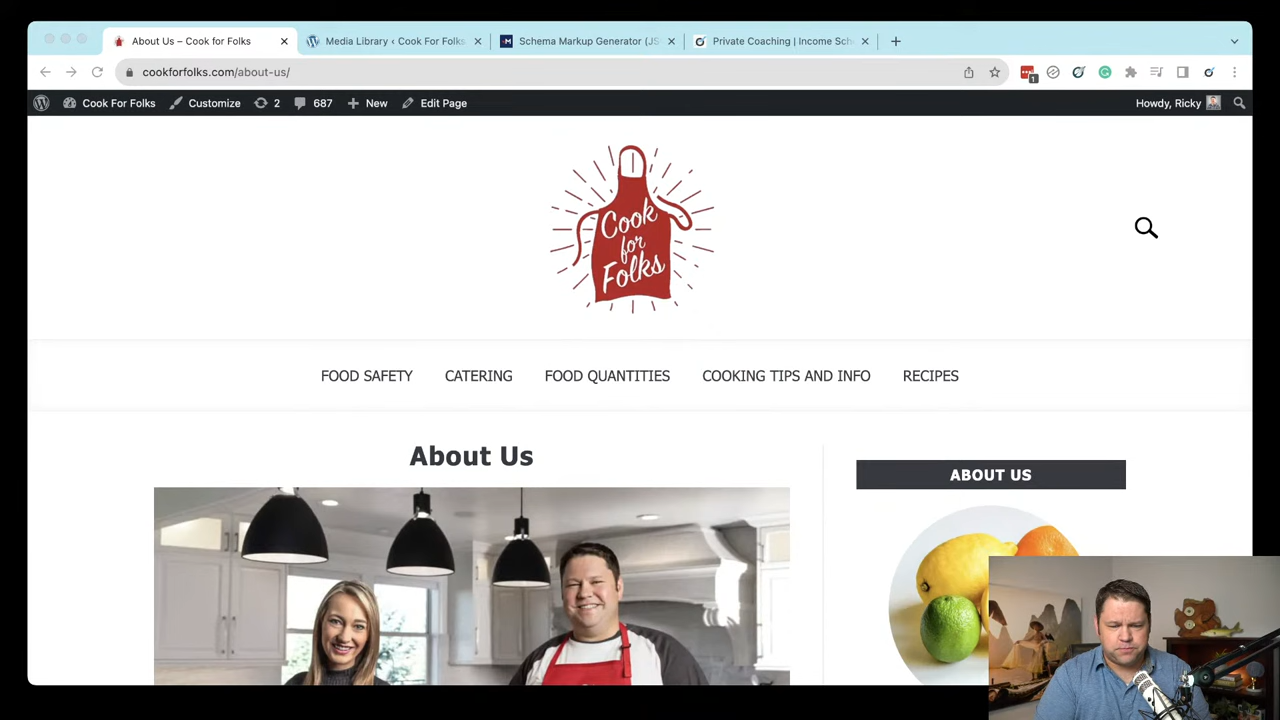 About Us – Cook for Folks
Media Library ‹ Cook For Folks
Schema Markup Generator (JS
Private Coaching | Income Sch
cookforfolks.com/about-us/
1
Cook For Folks
Customize
2
687
New
Edit Page
Howdy, Ricky
Cook
for
Folks
FOOD SAFETY
CATERING
FOOD QUANTITIES
COOKING TIPS AND INFO
RECIPES
About Us
ABOUT US